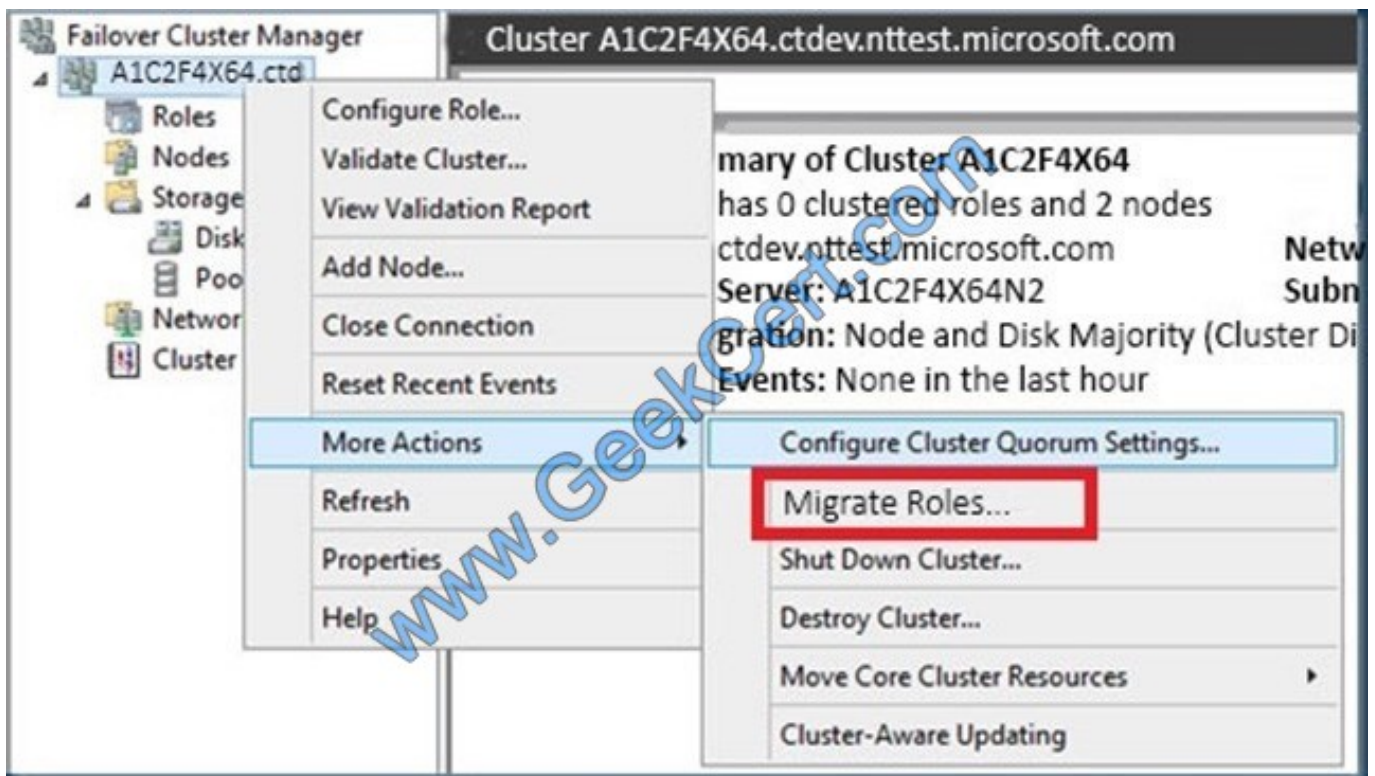 Failover Cluster Manager
A1C2F4X64.ctd
Roles
Nodes
Storage
Disk
Poo
Networ
Cluster
Cluster A1C2F4X64.ctdev.nttest.microsoft.com
Configure Role...
Validate Cluster...
View Validation Report
Add Node...
Close Connection
Reset Recent Events
More Actions
Refresh
Properties
Help
mary of Cluster A1C2F4X64
has 0 clustered roles and 2 nodes
ctdev.nttest.microsoft.com Netw
Server: A1C2F4X64N2 Subn
gration: Node and Disk Majority (Cluster Di
Events: None in the last hour
Configure Cluster Quorum Settings...
Migrate Roles...
Shut Down Cluster...
Destroy Cluster...
Move Core Cluster Resources
Cluster-Aware Updating
www.GeekCert.com